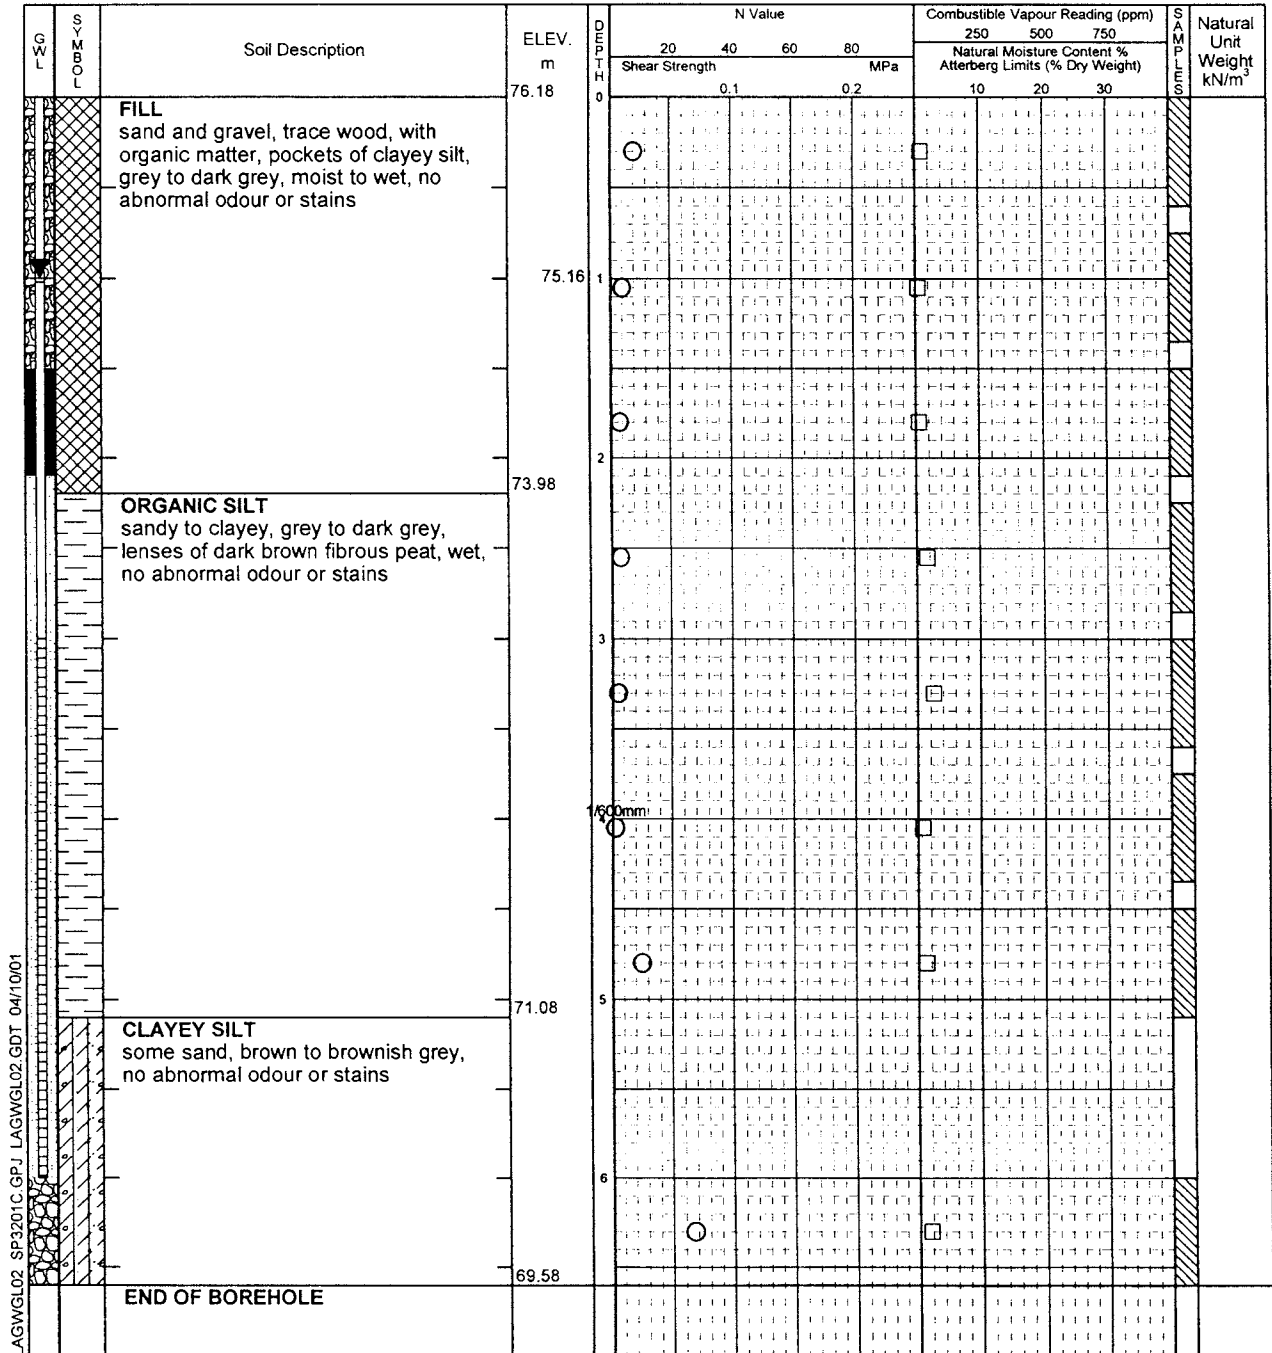 GWL
SYMBOL
Soil Description
ELEV.
m
DEPTH
N Value
20 40 60 80
Shear Strength MPa
0.1 0.2
Combustible Vapour Reading (ppm)
250 500 750
Natural Moisture Content %
Atterberg Limits (% Dry Weight)
10 20 30
SAMPLES
Natural
Unit
Weight
kN/m³
76.18
0
FILL
sand and gravel, trace wood, with
organic matter, pockets of clayey silt,
grey to dark grey, moist to wet, no
abnormal odour or stains
75.16
1
2
73.98
ORGANIC SILT
sandy to clayey, grey to dark grey,
lenses of dark brown fibrous peat, wet,
no abnormal odour or stains
3
1/600mm
4
5
71.08
CLAYEY SILT
some sand, brown to brownish grey,
no abnormal odour or stains
6
69.58
END OF BOREHOLE
AGWGL02 SP3201C.GPJ LAGWGL02.GDT 04/10/01